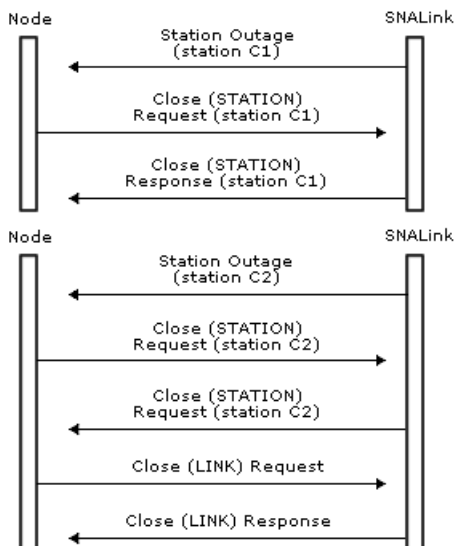 Node SNALink
Station Outage
(station C1)
Close (STATION)
Request (station C1)
Close (STATION)
Response (station C1)
Node SNALink
Station Outage
(station C2)
Close (STATION)
Request (station C2)
Close (STATION)
Request (station C2)
Close (LINK) Request
Close (LINK) Response